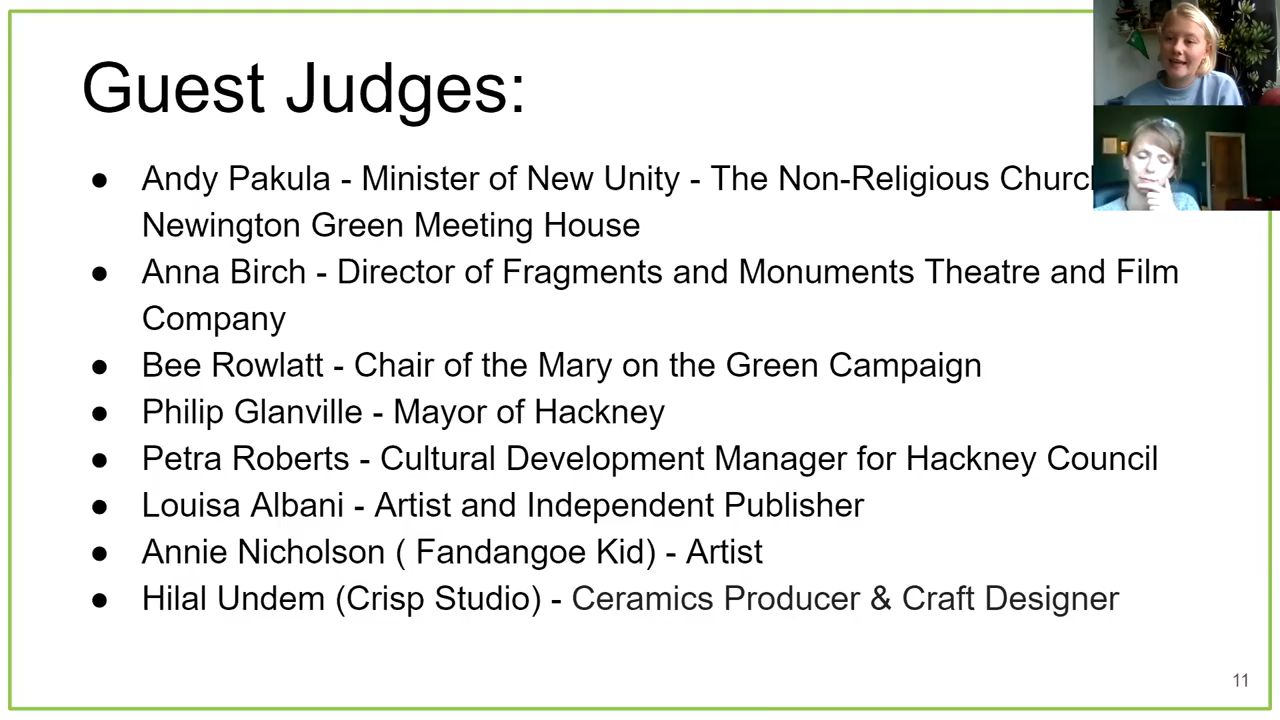 Guest Judges:
● Andy Pakula - Minister of New Unity - The Non-Religious
Newington Green Meeting House
● Anna Birch - Director of Fragments and Monuments Theatre and Film
Company
● Bee Rowlatt - Chair of the Mary on the Green Campaign
● Philip Glanville - Mayor of Hackney
● Petra Roberts - Cultural Development Manager for Hackney Council
● Louisa Albani - Artist and Independent Publisher
● Annie Nicholson ( Fandangoe Kid) - Artist
● Hilal Undem (Crisp Studio) - Ceramics Producer & Craft Designer
11